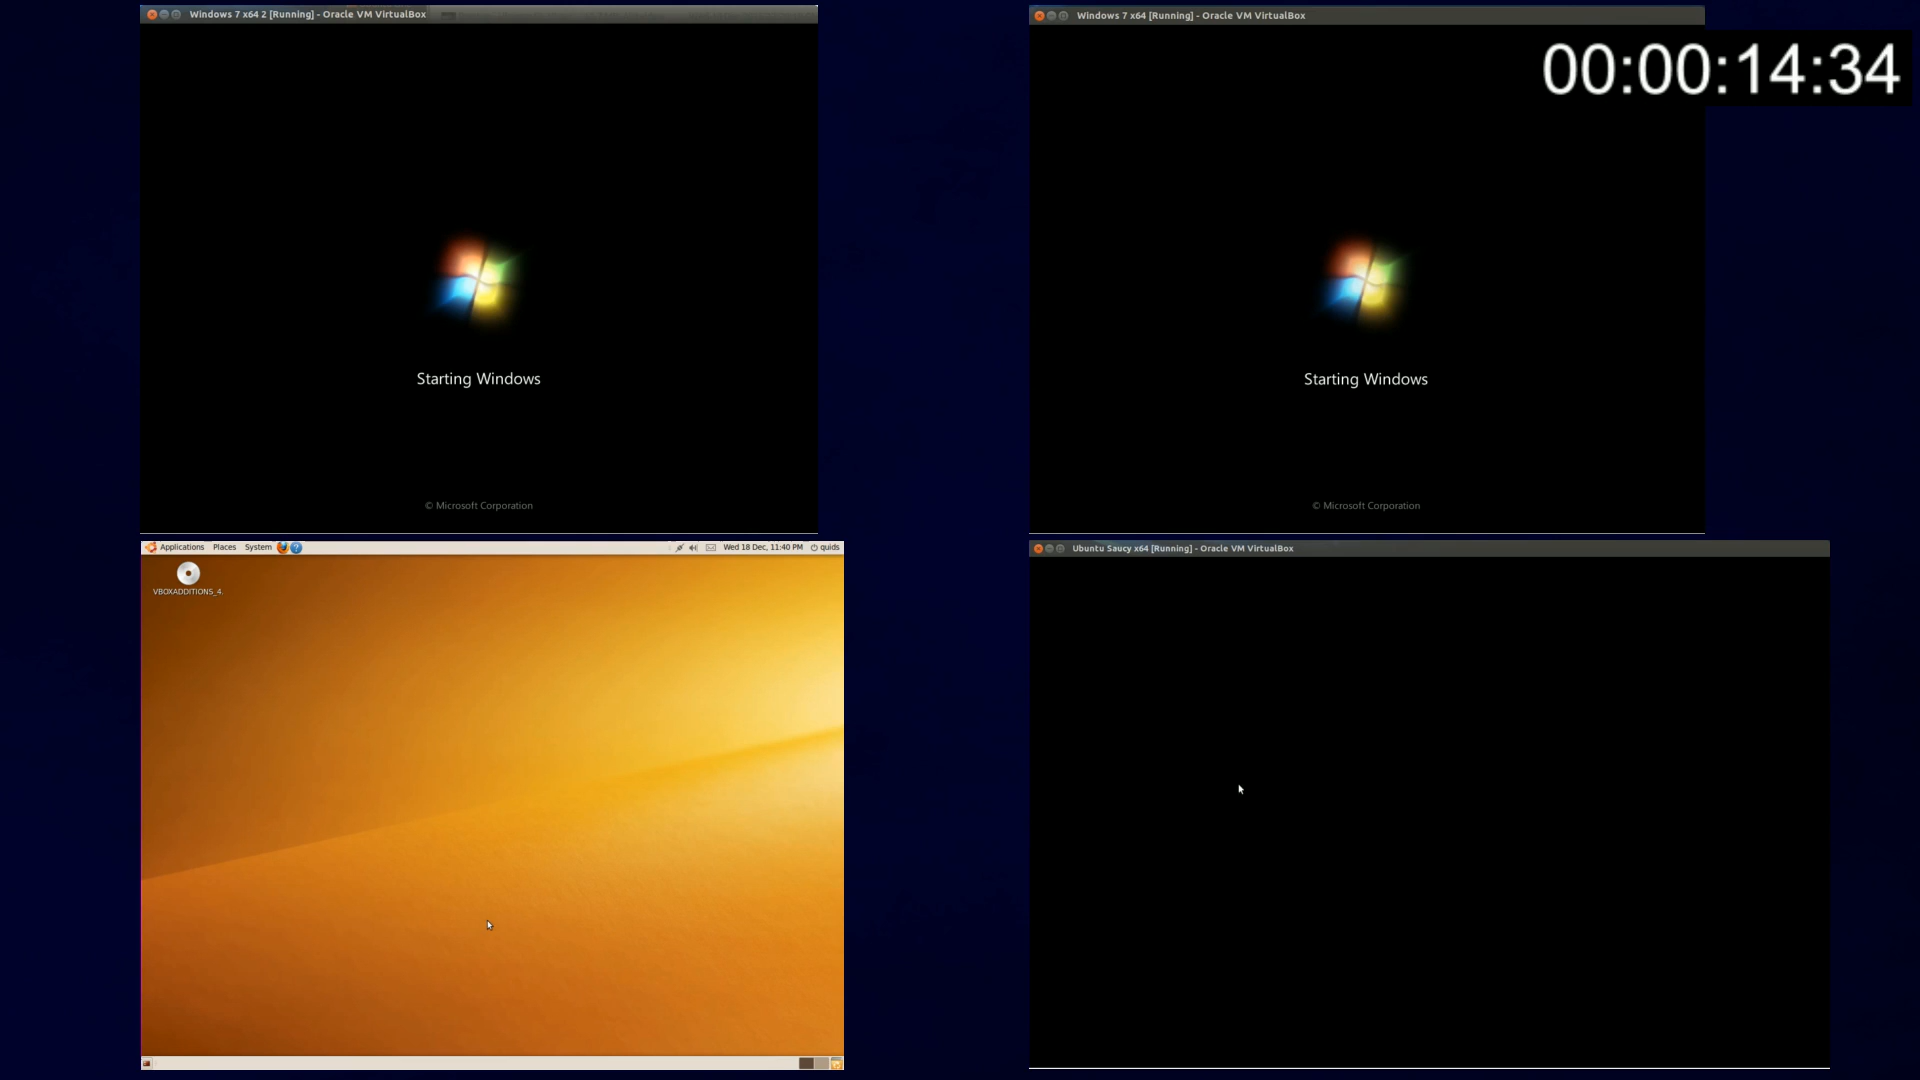 Windows 7 x64 2 [Running] - Oracle VM VirtualBox
Windows 7 x64 [Running] - Oracle VM VirtualBox
00:00:14:34
Starting Windows
Starting Windows
© Microsoft Corporation
© Microsoft Corporation
Applications Places System ? Wed 18 Dec, 11:40 PM quids
VBOXADDITIONS_4.
Ubuntu Saucy x64 [Running] - Oracle VM VirtualBox